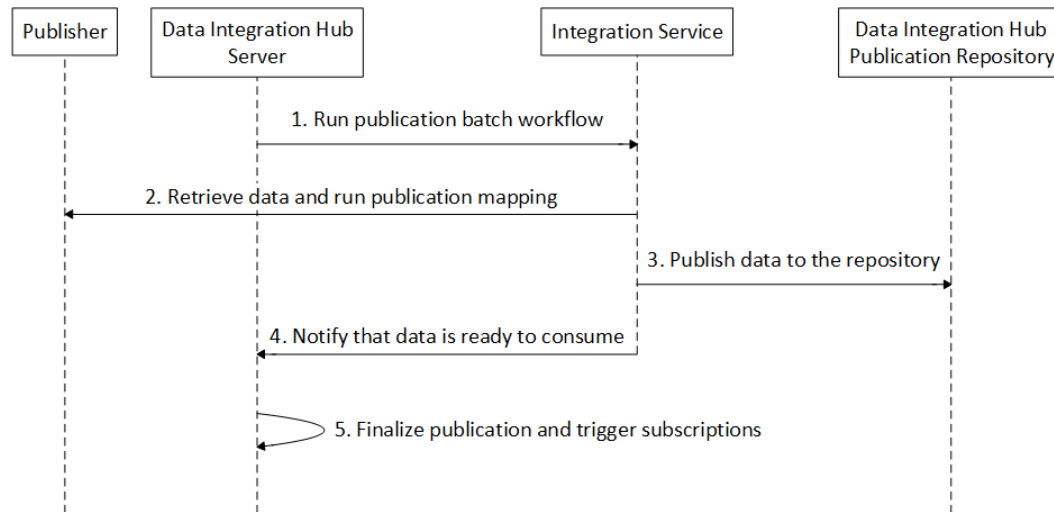 Publisher
Data Integration Hub
Server
Integration Service
Data Integration Hub
Publication Repository
1. Run publication batch workflow
2. Retrieve data and run publication mapping
3. Publish data to the repository
4. Notify that data is ready to consume
5. Finalize publication and trigger subscriptions